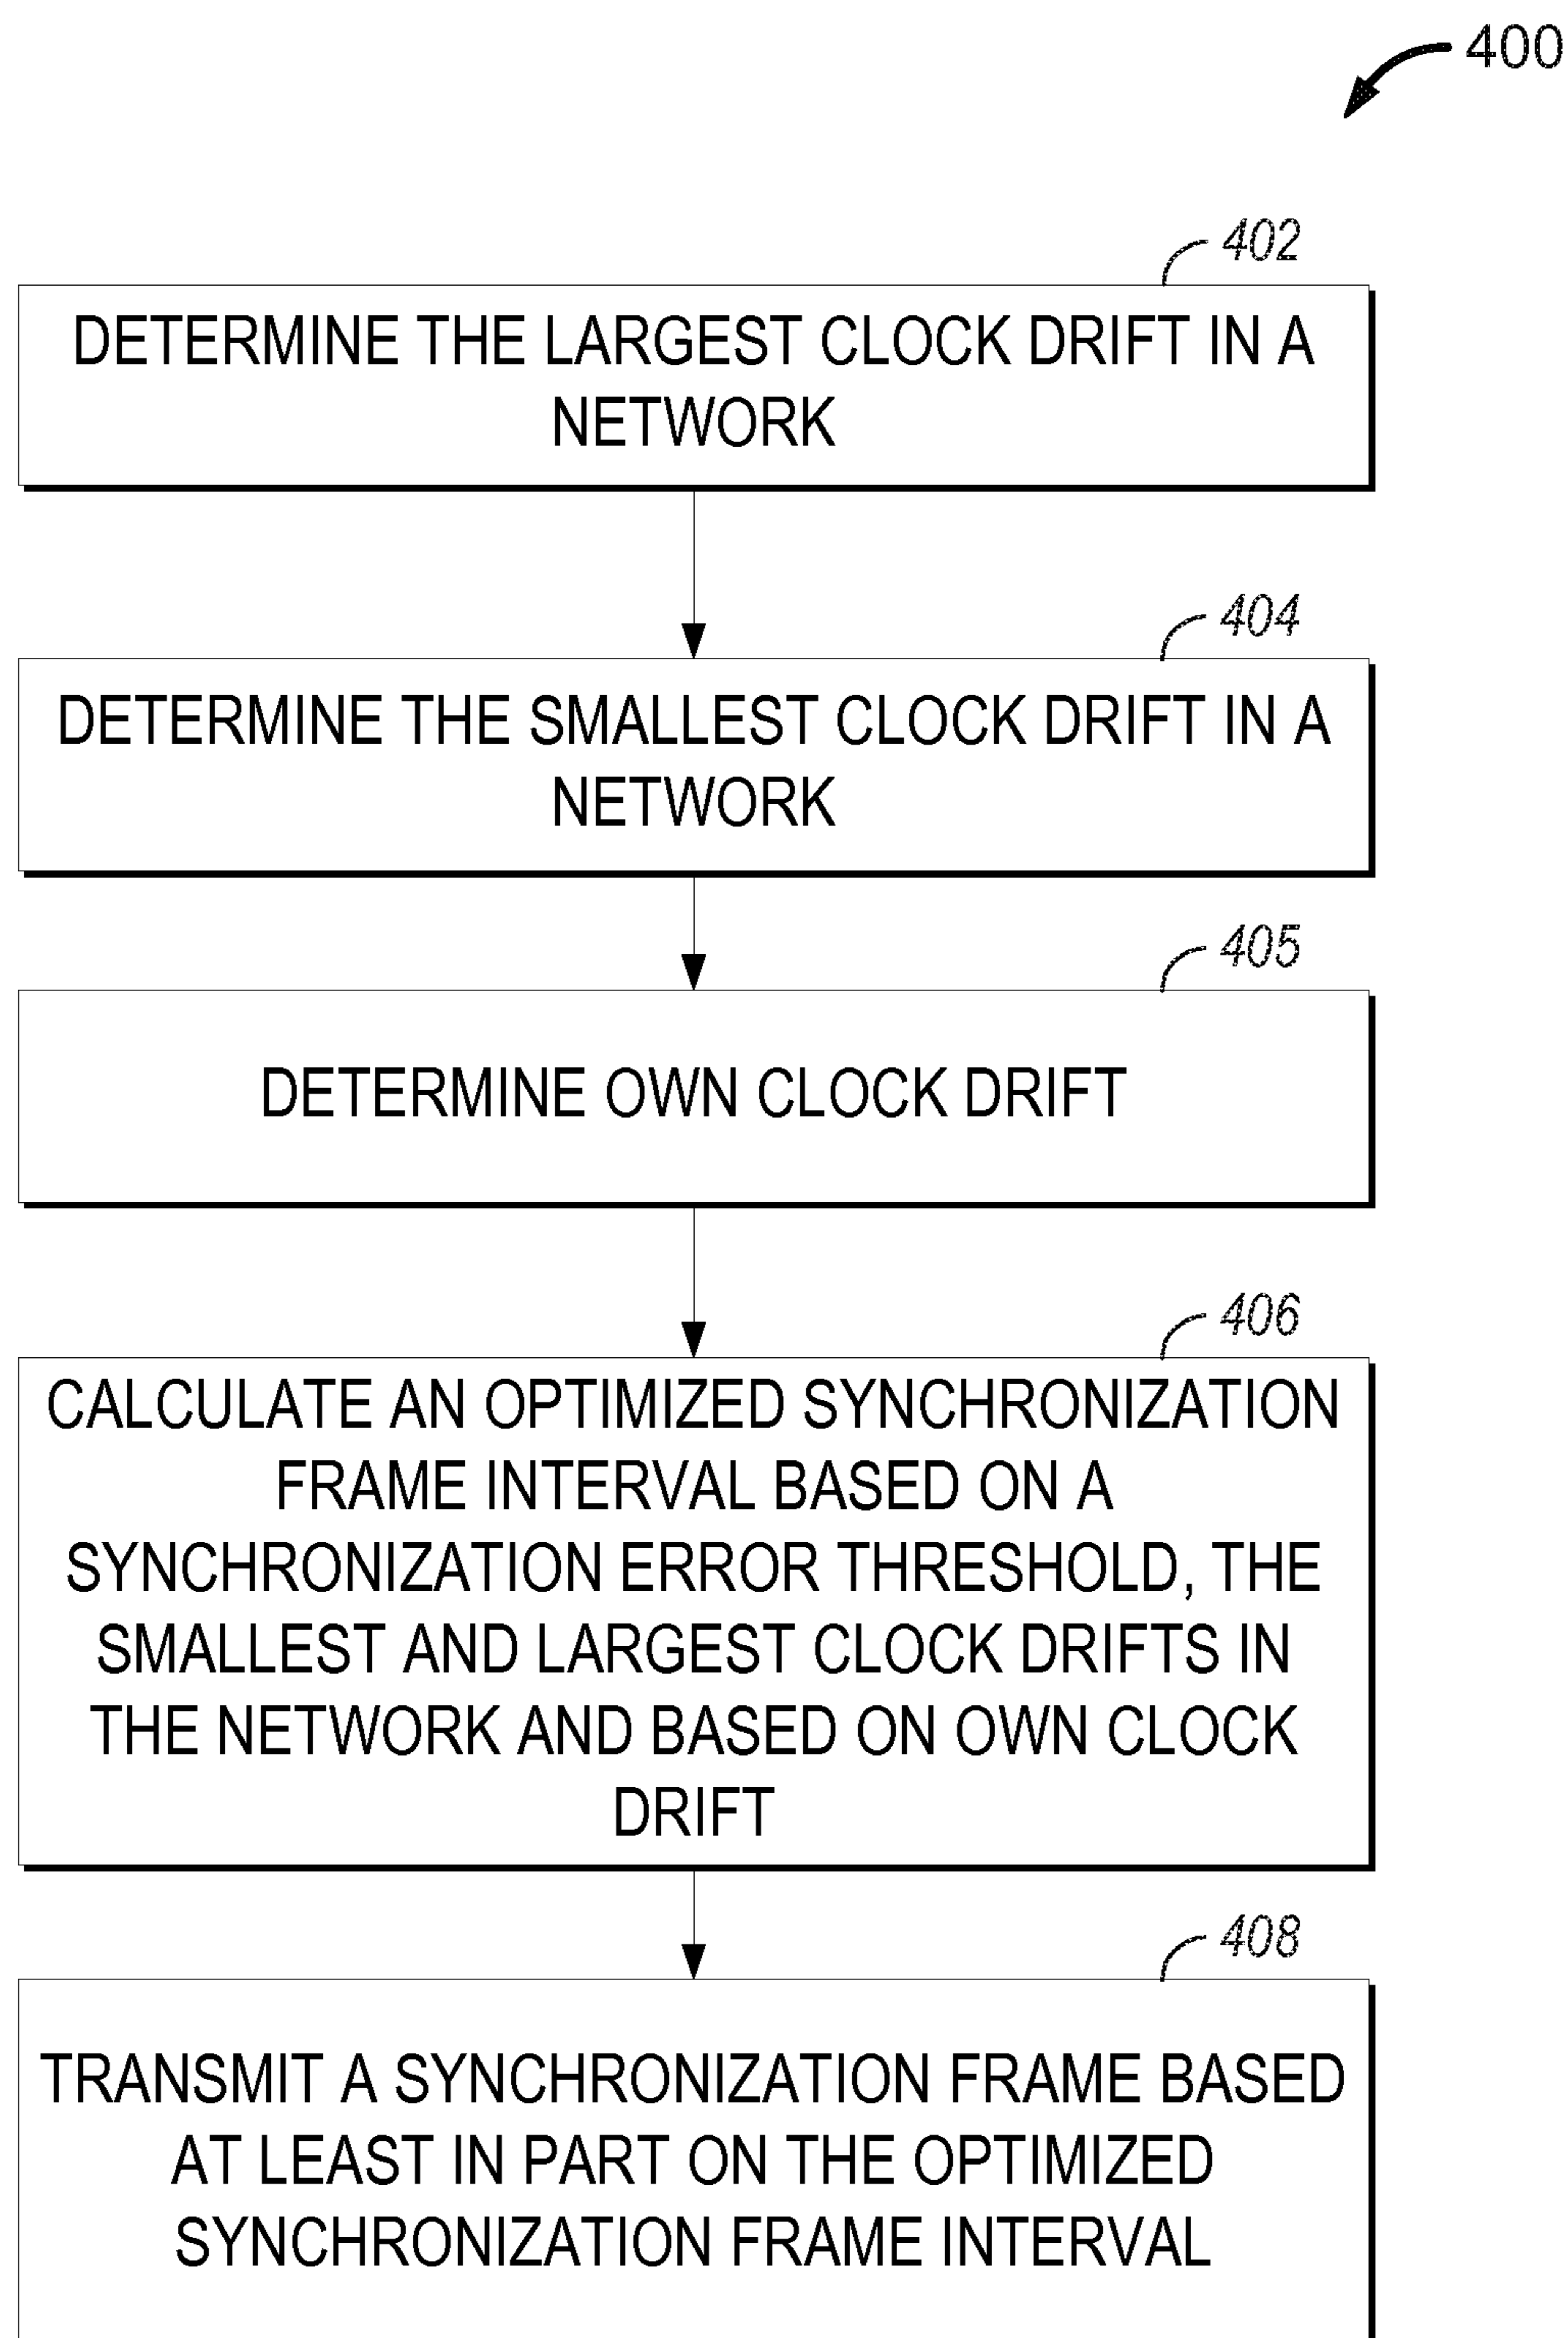 400
402
DETERMINE THE LARGEST CLOCK DRIFT IN A
NETWORK
404
DETERMINE THE SMALLEST CLOCK DRIFT IN A
NETWORK
405
DETERMINE OWN CLOCK DRIFT
406
CALCULATE AN OPTIMIZED SYNCHRONIZATION
FRAME INTERVAL BASED ON A
SYNCHRONIZATION ERROR THRESHOLD, THE
SMALLEST AND LARGEST CLOCK DRIFTS IN
THE NETWORK AND BASED ON OWN CLOCK
DRIFT
408
TRANSMIT A SYNCHRONIZATION FRAME BASED
AT LEAST IN PART ON THE OPTIMIZED
SYNCHRONIZATION FRAME INTERVAL